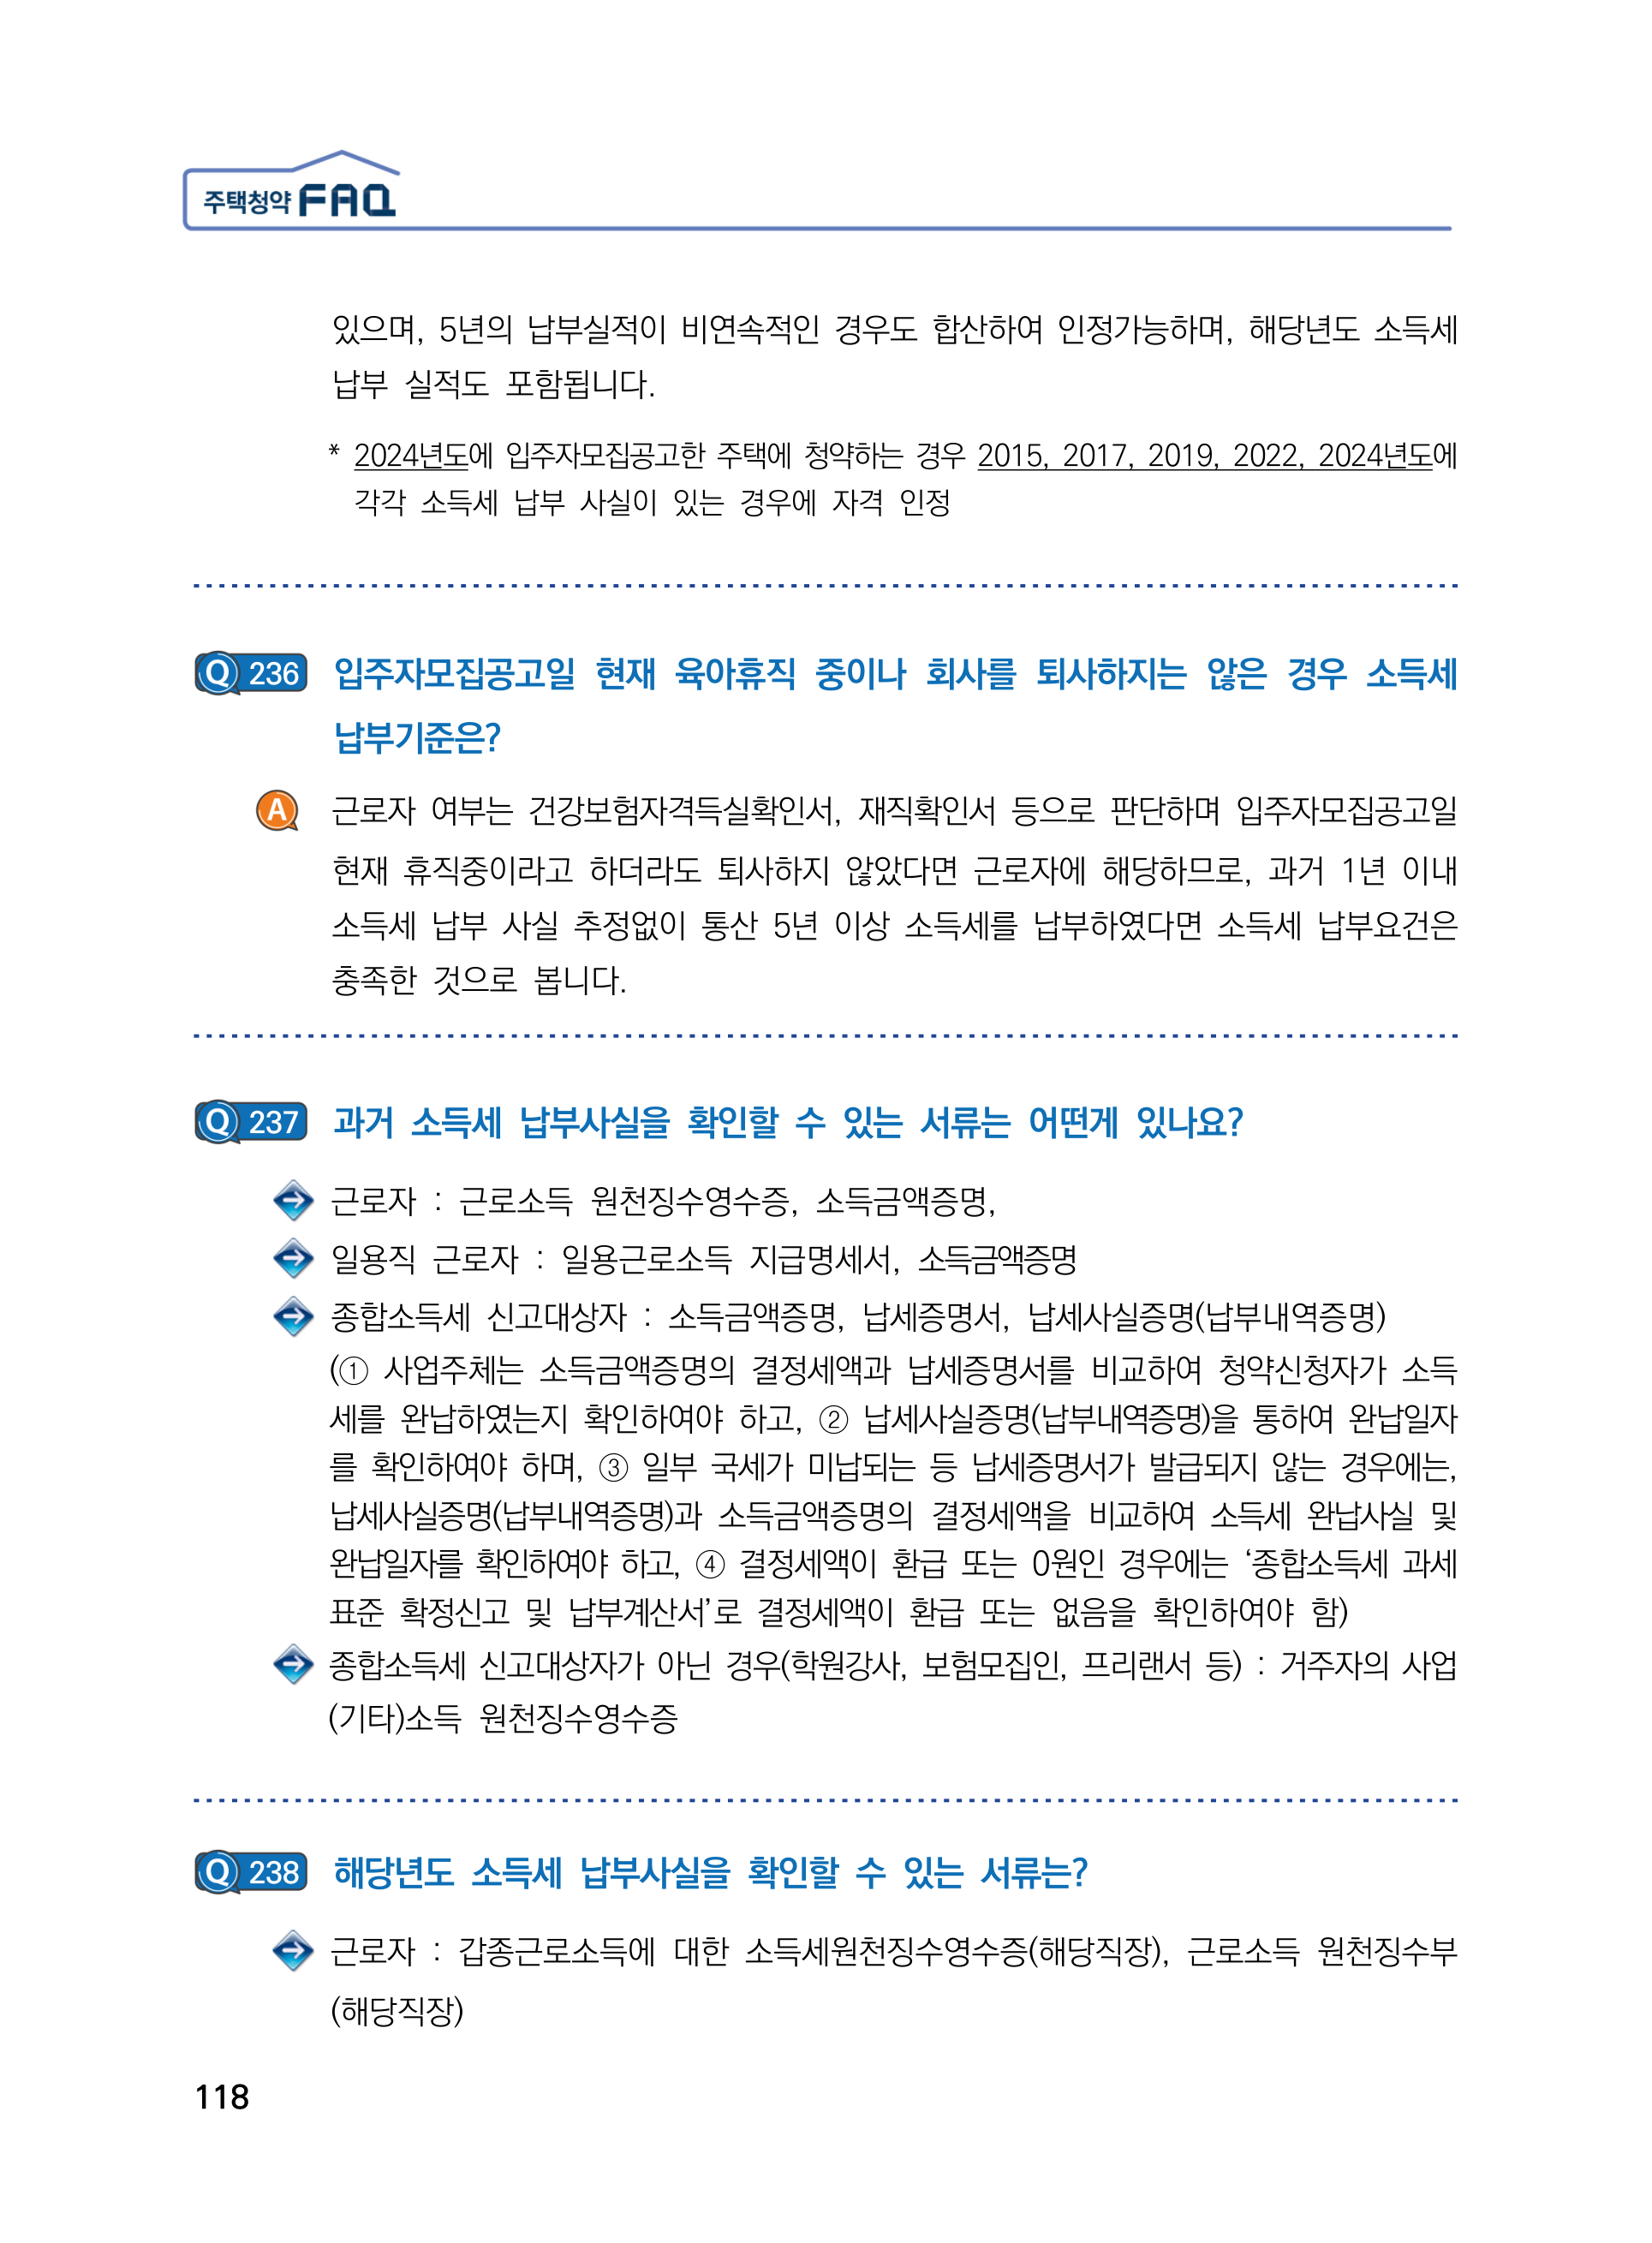 주택청약 FAQ
있으며, 5년의 납부실적이 비연속적인 경우도 합산하여 인정가능하며, 해당년도 소득세
납부 실적도 포함됩니다.
* 2024년도에 입주자모집공고한 주택에 청약하는 경우 2015, 2017, 2019, 2022, 2024년도에
각각 소득세 납부 사실이 있는 경우에 자격 인정
Q 236 입주자모집공고일 현재 육아휴직 중이나 회사를 퇴사하지는 않은 경우 소득세
납부기준은?
A 근로자 여부는 건강보험자격득실확인서, 재직확인서 등으로 판단하며 입주자모집공고일
현재 휴직중이라고 하더라도 퇴사하지 않았다면 근로자에 해당하므로, 과거 1년 이내
소득세 납부 사실 추정없이 통산 5년 이상 소득세를 납부하였다면 소득세 납부요건은
충족한 것으로 봅니다.
Q 237 과거 소득세 납부사실을 확인할 수 있는 서류는 어떤게 있나요?
근로자 : 근로소득 원천징수영수증, 소득금액증명,
일용직 근로자 : 일용근로소득 지급명세서, 소득금액증명
종합소득세 신고대상자 : 소득금액증명, 납세증명서, 납세사실증명(납부내역증명)
(① 사업주체는 소득금액증명의 결정세액과 납세증명서를 비교하여 청약신청자가 소득
세를 완납하였는지 확인하여야 하고, ② 납세사실증명(납부내역증명)을 통하여 완납일자
를 확인하여야 하며, ③ 일부 국세가 미납되는 등 납세증명서가 발급되지 않는 경우에는,
납세사실증명(납부내역증명)과 소득금액증명의 결정세액을 비교하여 소득세 완납사실 및
완납일자를 확인하여야 하고, ④ 결정세액이 환급 또는 0원인 경우에는 ‘종합소득세 과세
표준 확정신고 및 납부계산서’로 결정세액이 환급 또는 없음을 확인하여야 함)
종합소득세 신고대상자가 아닌 경우(학원강사, 보험모집인, 프리랜서 등) : 거주자의 사업
(기타)소득 원천징수영수증
Q 238 해당년도 소득세 납부사실을 확인할 수 있는 서류는?
근로자 : 갑종근로소득에 대한 소득세원천징수영수증(해당직장), 근로소득 원천징수부
(해당직장)
118